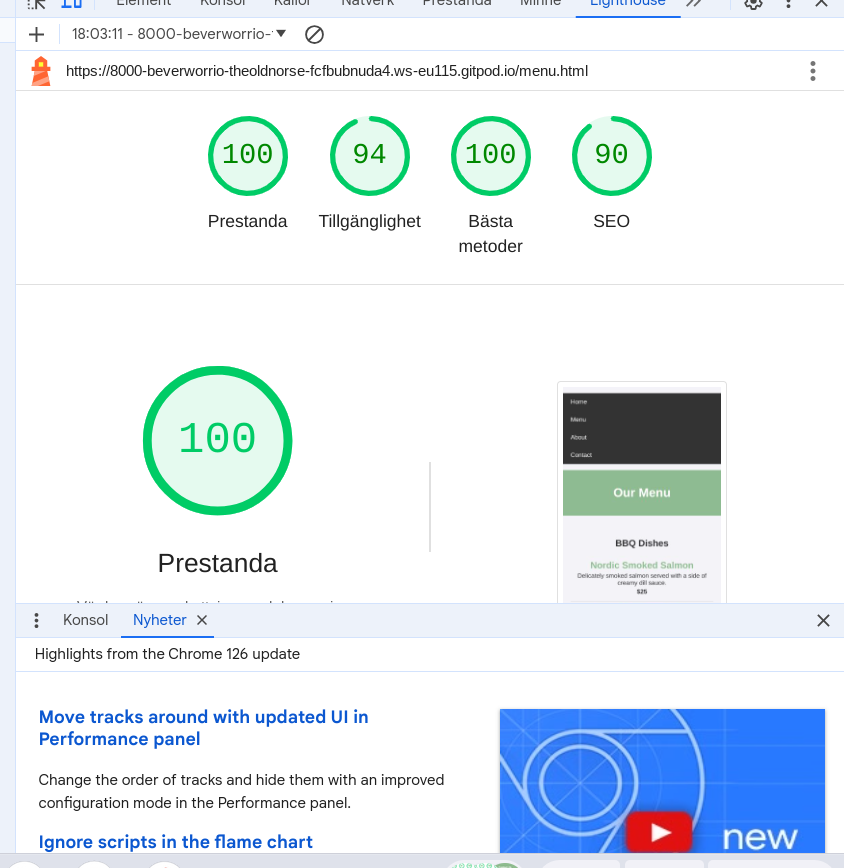 Element Konsol Källor Nätverk Prestanda Minne Lighthouse
18:03:11 - 8000-beverworrio-
https://8000-beverworrio-theoldnorse-fcfbubnuda4.ws-eu115.gitpod.io/menu.html
100 94 100 90
Prestanda Tillgänglighet Bästa metoder SEO
100
Prestanda
Home
Menu
About
Contact
Our Menu
BBQ Dishes
Nordic Smoked Salmon
Delicately smoked salmon served with a side of
creamy dill sauce.
$25
Konsol Nyheter
Highlights from the Chrome 126 update
Move tracks around with updated UI in
Performance panel
Change the order of tracks and hide them with an improved
configuration mode in the Performance panel.
Ignore scripts in the flame chart
new